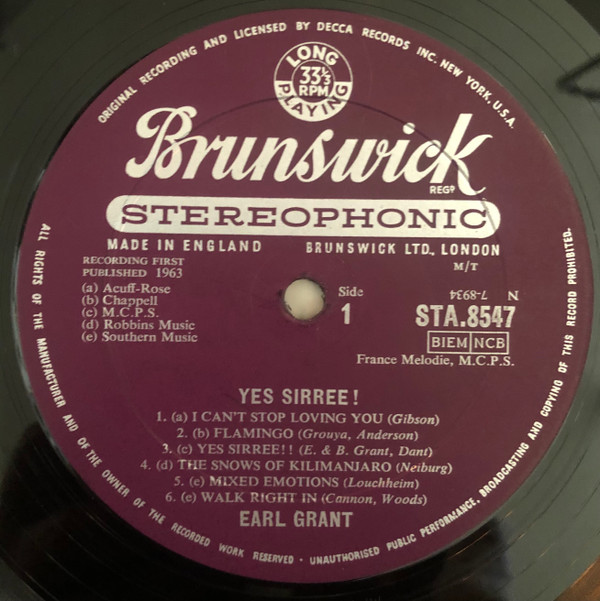 ORIGINAL RECORDING AND LICENSED BY DECCA RECORDS INC. NEW YORK, U.S.A.
LONG
33⅓
RPM
PLAYING
Brunswick
REGD
STEREOPHONIC
MADE IN ENGLAND BRUNSWICK LTD., LONDON
RECORDING FIRST
PUBLISHED 1963
M/T
(a) Acuff-Rose
(b) Chappell
(c) M.C.P.S.
(d) Robbins Music
(e) Southern Music
Side
1
N 7-8934
STA.8547
BIEM NCB
France Melodie, M.C.P.S.
YES SIRREE!
1. (a) I CAN'T STOP LOVING YOU (Gibson)
2. (b) FLAMINGO (Grouya, Anderson)
3. (c) YES SIRREE!! (E. & B. Grant, Dant)
4. (d) THE SNOWS OF KILIMANJARO (Neiburg)
5. (e) MIXED EMOTIONS (Louchheim)
6. (e) WALK RIGHT IN (Cannon, Woods)
EARL GRANT
ALL RIGHTS OF THE MANUFACTURER AND OF THE OWNER OF THE RECORDED WORK RESERVED - UNAUTHORISED PUBLIC PERFORMANCE, BROADCASTING AND COPYING OF THIS RECORD PROHIBITED.